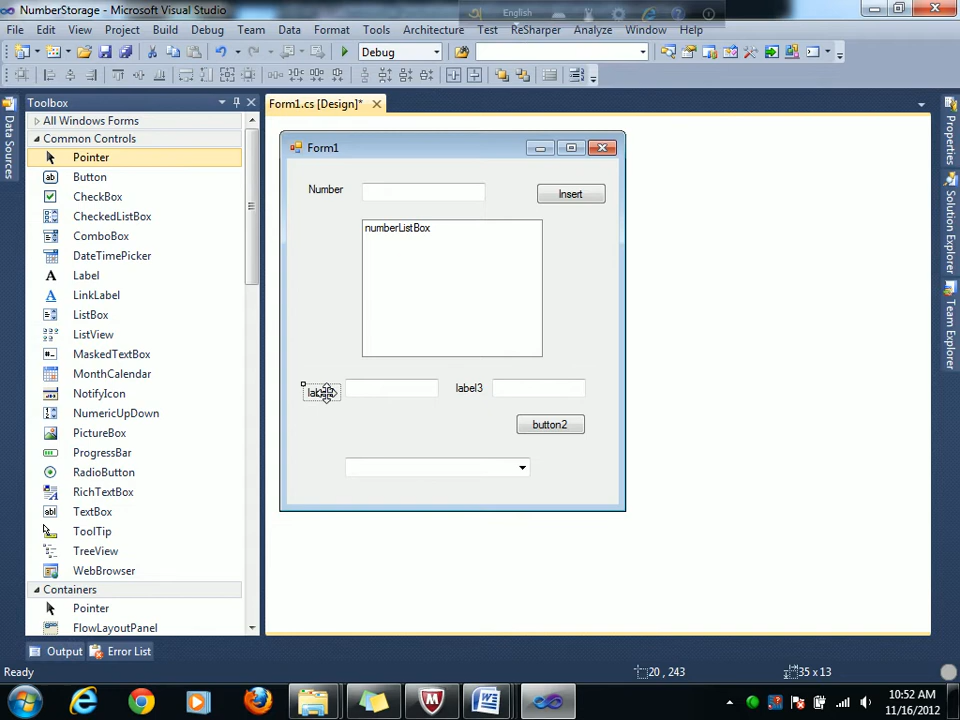 NumberStorage - Microsoft Visual Studio
English
File Edit View Project Build Debug Team Data Format Tools Architecture Test ReSharper Analyze Window Help
Debug
Toolbox
Form1.cs [Design]*
Data Sources
All Windows Forms
Common Controls
Pointer
Button
CheckBox
CheckedListBox
ComboBox
DateTimePicker
Label
LinkLabel
ListBox
ListView
MaskedTextBox
MonthCalendar
NotifyIcon
NumericUpDown
PictureBox
ProgressBar
RadioButton
RichTextBox
TextBox
ToolTip
TreeView
WebBrowser
Containers
Pointer
FlowLayoutPanel
Form1
Number
Insert
numberListBox
label3
button2
Properties
Solution Explorer
Team Explorer
Output
Error List
Ready
20 , 243
35 x 13
10:52 AM
11/16/2012